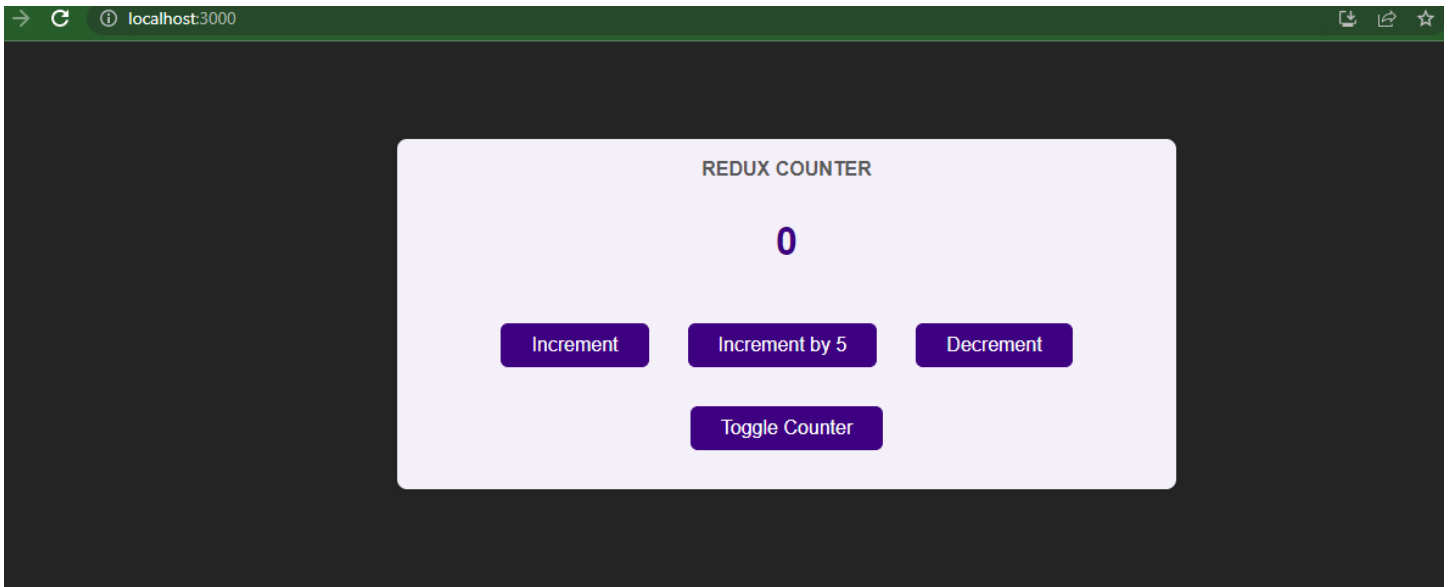 localhost:3000
REDUX COUNTER
0
Increment Increment by 5 Decrement
Toggle Counter